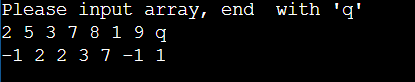 Please input array, end  with 'q'
2 5 3 7 8 1 9 q
-1 2 2 3 7 -1 1